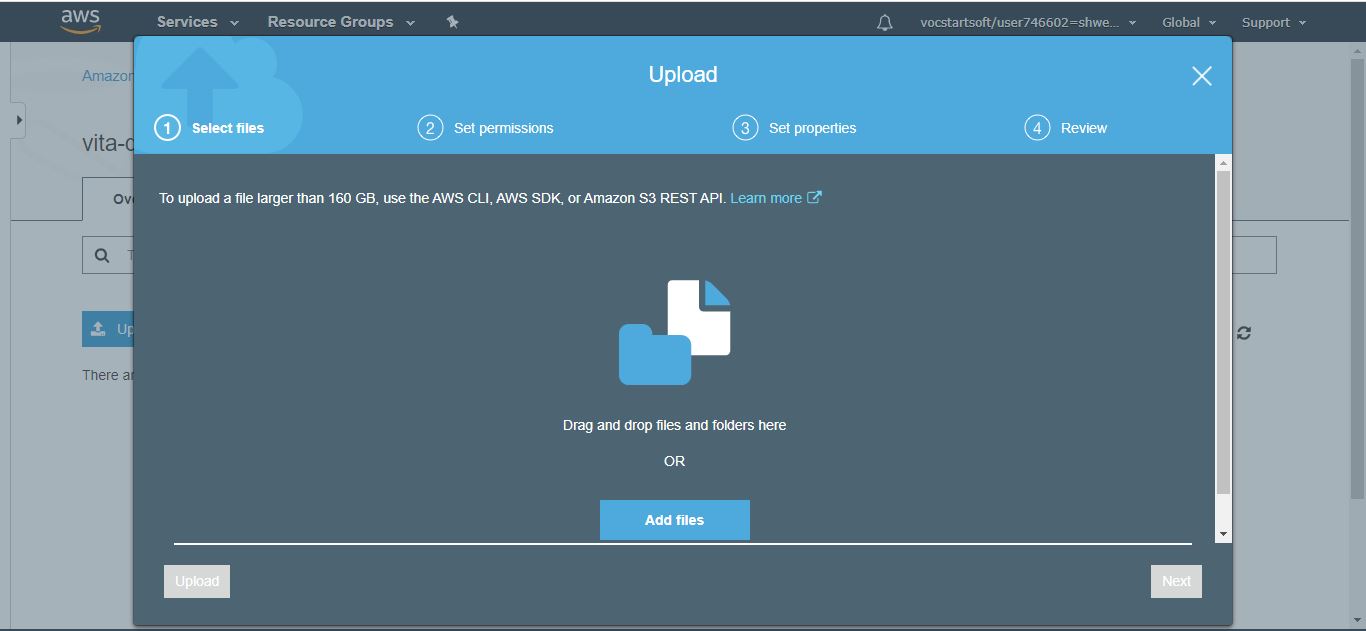 aws Services Resource Groups vocstartsoft/user746602=shwe... Global Support
Amazon
Upload
1 Select files 2 Set permissions 3 Set properties 4 Review
vita-
To upload a file larger than 160 GB, use the AWS CLI, AWS SDK, or Amazon S3 REST API. Learn more
Ov
Up
There
Drag and drop files and folders here
OR
Add files
Upload Next